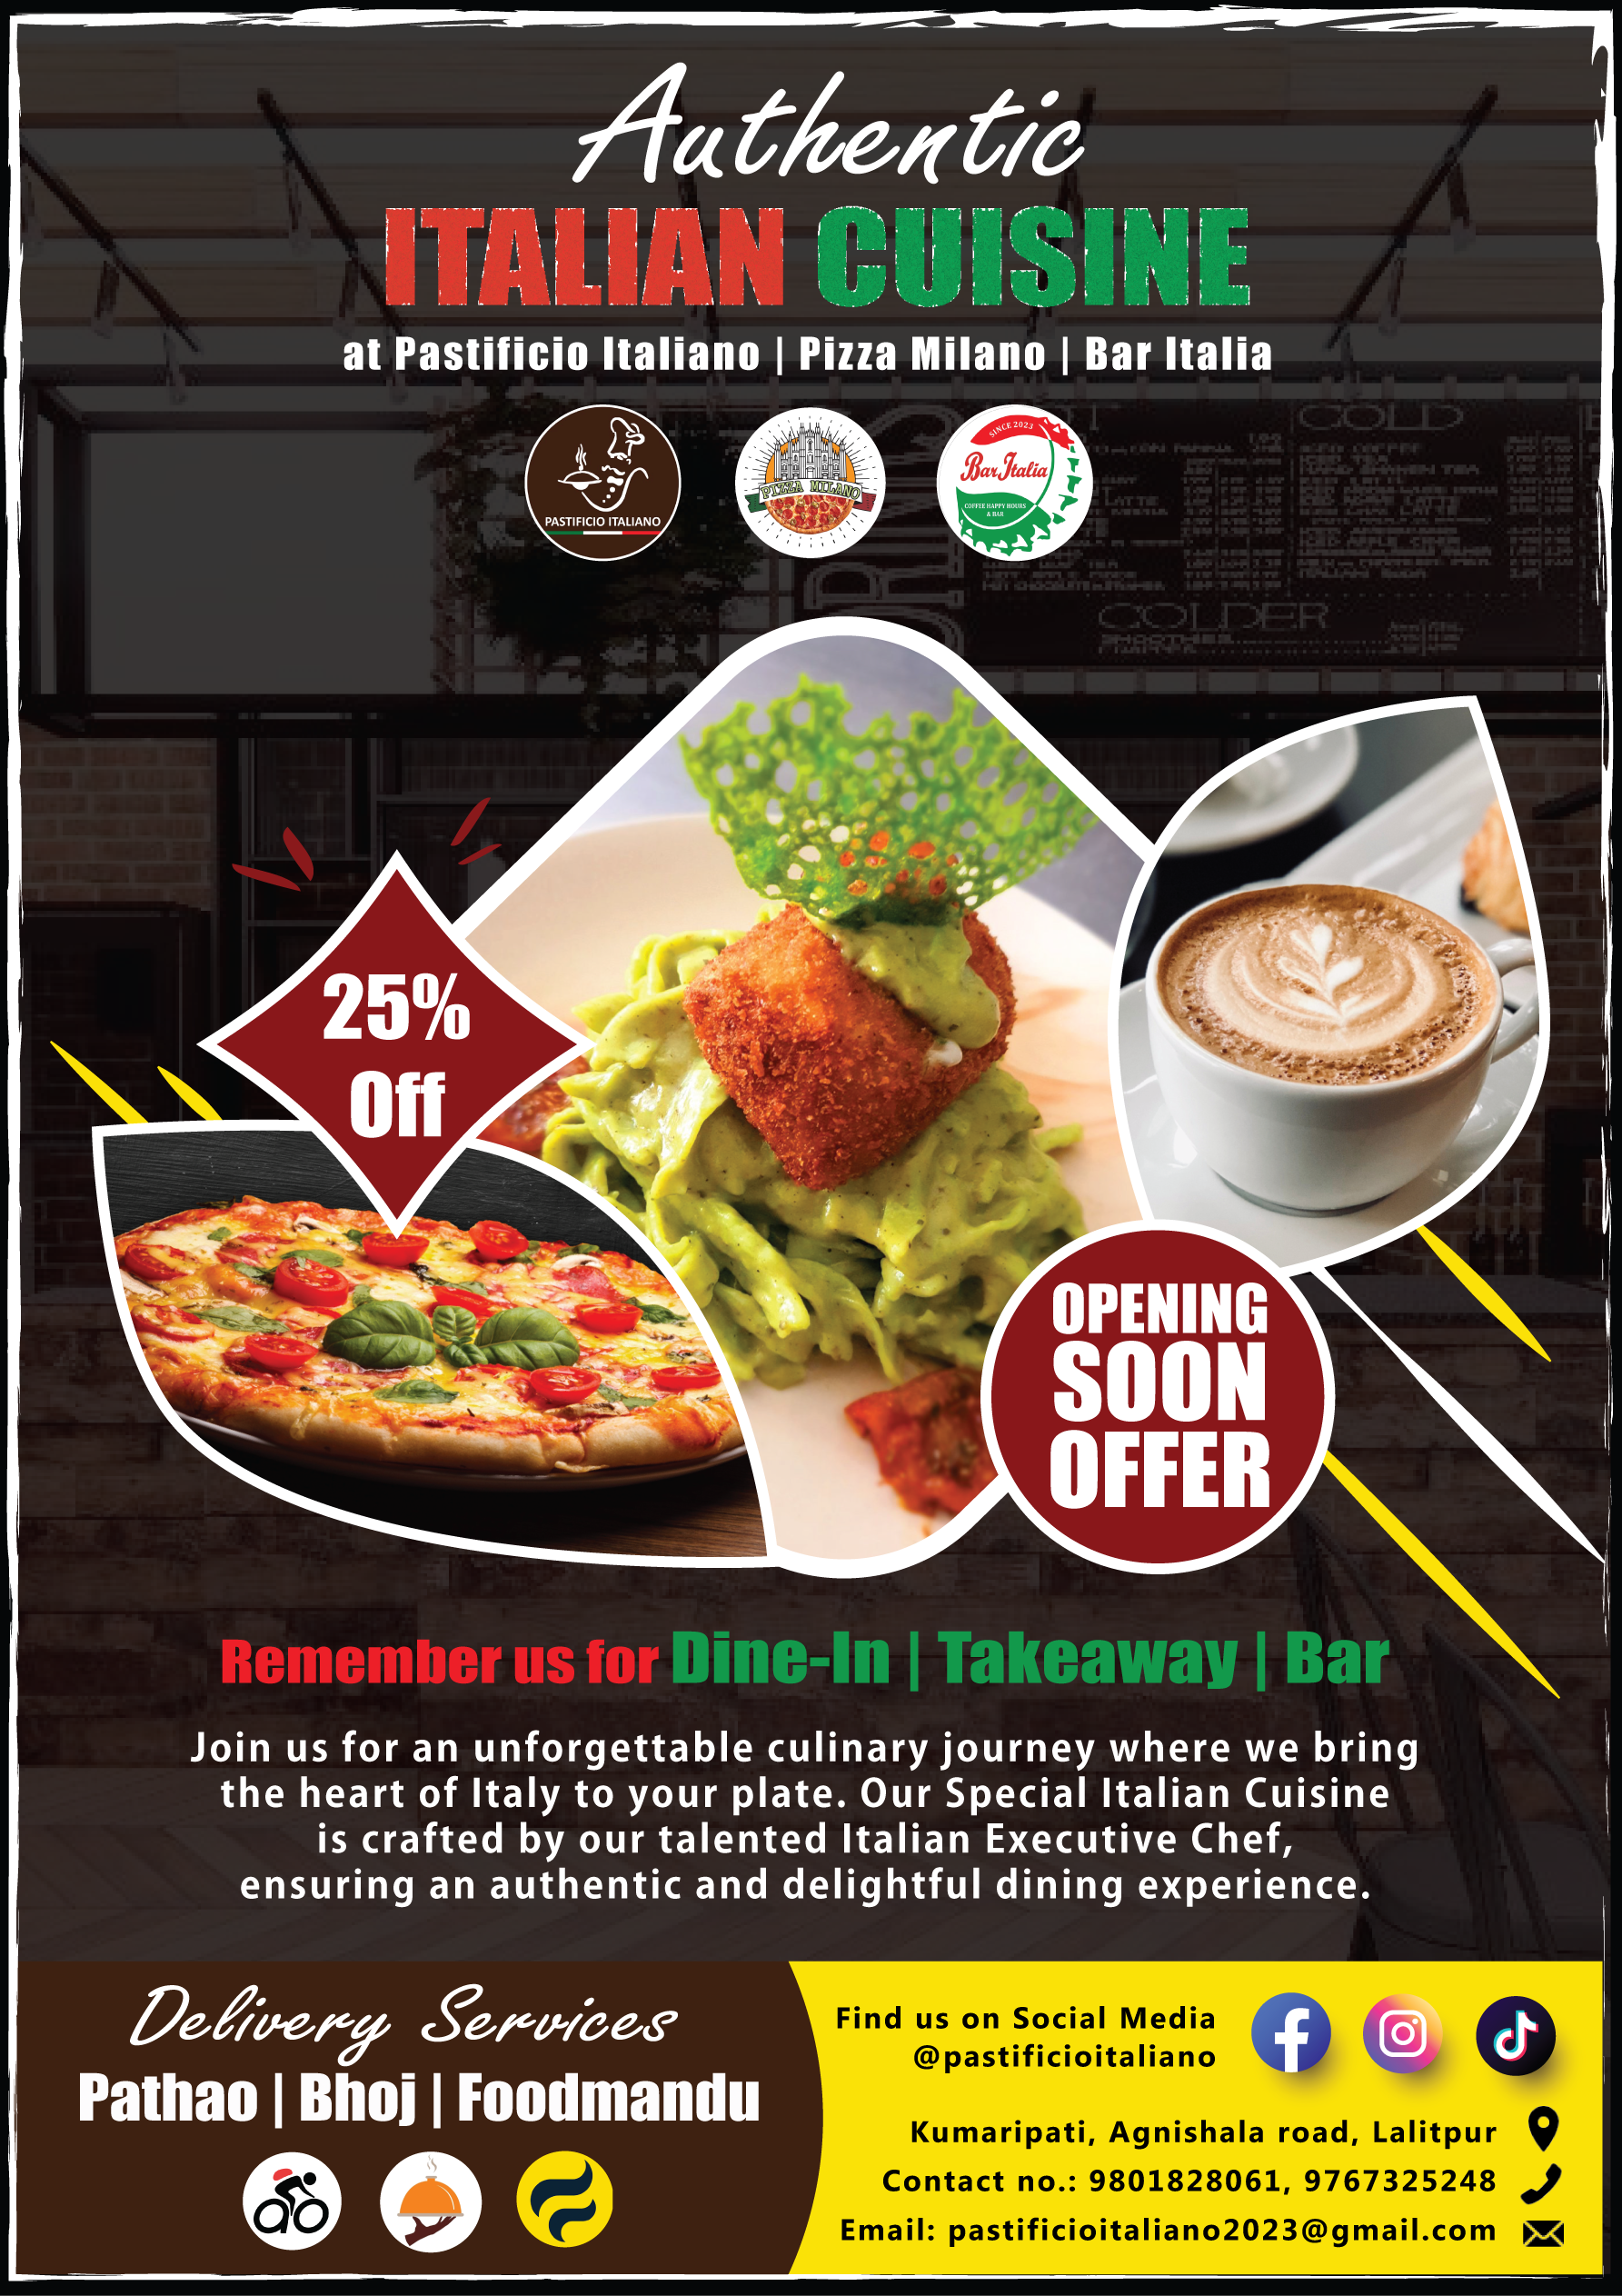 Authentic
ITALIAN CUISINE
at Pastificio Italiano | Pizza Milano | Bar Italia
PASTIFICIO ITALIANO
PIZZA MILANO
SINCE 2023
Bar Italia
COFFEE HAPPY HOURS
& BAR
COLD
DRINKS
COLDER
SMOOTHIES
25%
Off
OPENING
SOON
OFFER
Remember us for Dine-In | Takeaway | Bar
Join us for an unforgettable culinary journey where we bring
the heart of Italy to your plate. Our Special Italian Cuisine
is crafted by our talented Italian Executive Chef,
ensuring an authentic and delightful dining experience.
Delivery Services
Pathao | Bhoj | Foodmandu
Find us on Social Media
@pastificioitaliano
Kumaripati, Agnishala road, Lalitpur
Contact no.: 9801828061, 9767325248
Email: pastificioitaliano2023@gmail.com